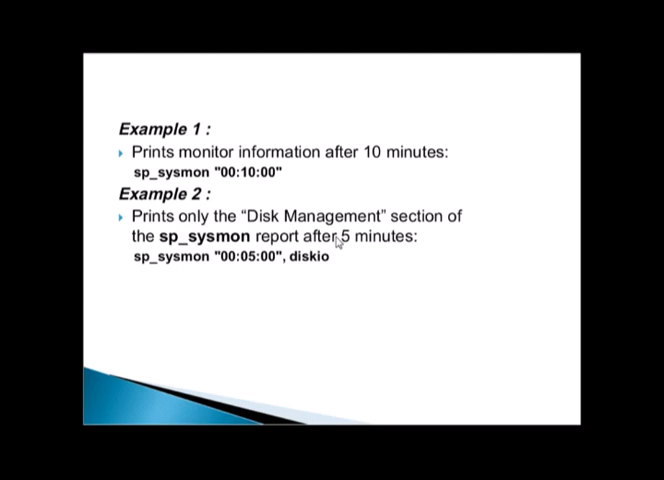 Example 1 :
Prints monitor information after 10 minutes:
sp_sysmon "00:10:00"
Example 2 :
Prints only the “Disk Management” section of
the sp_sysmon report after 5 minutes:
sp_sysmon "00:05:00", diskio